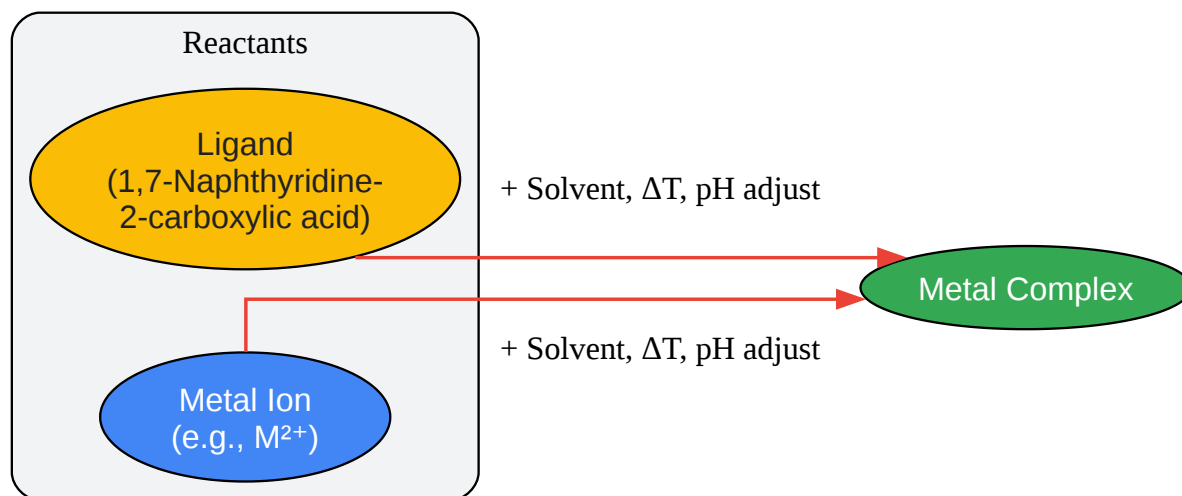 Reactants
Ligand
(1,7-Naphthyridine-
2-carboxylic acid)
+ Solvent, ΔT, pH adjust
Metal Complex
+ Solvent, ΔT, pH adjust
Metal Ion
(e.g., M²⁺)